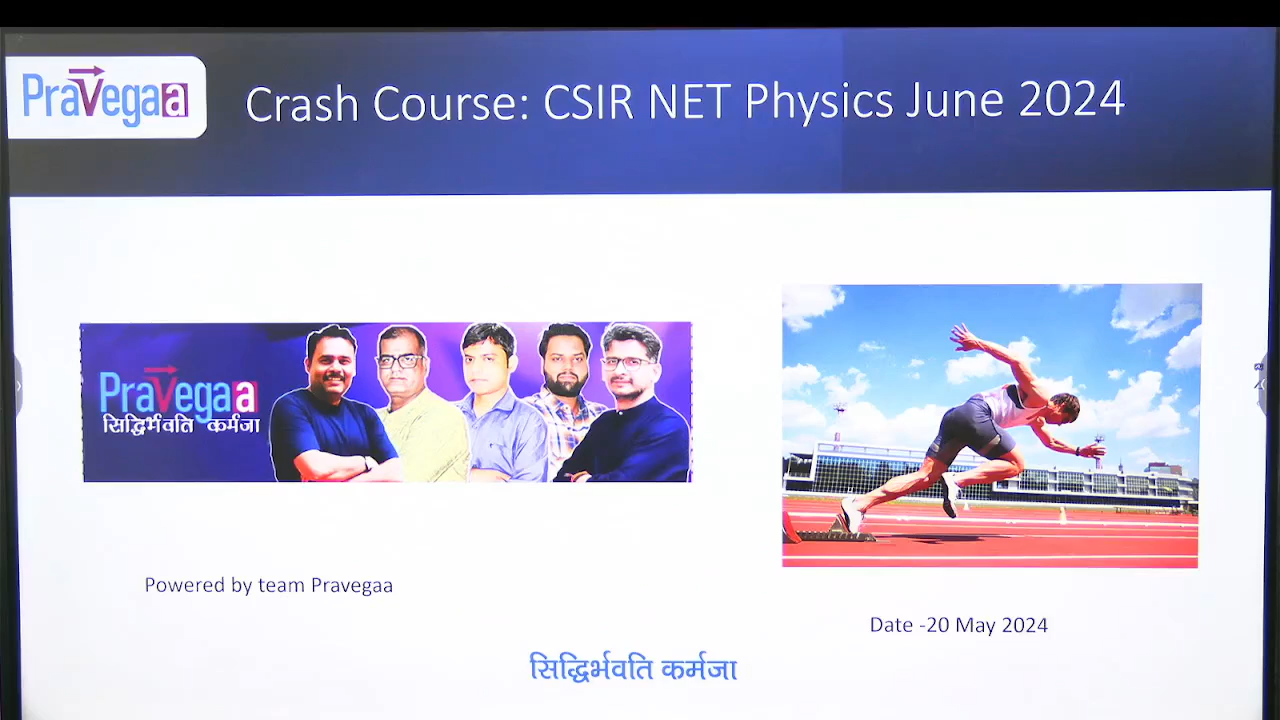 Pravegaa
Crash Course: CSIR NET Physics June 2024
Pravegaa
सिद्धिर्भवति कर्मजा
Powered by team Pravegaa
Date -20 May 2024
सिद्धिर्भवति कर्मजा